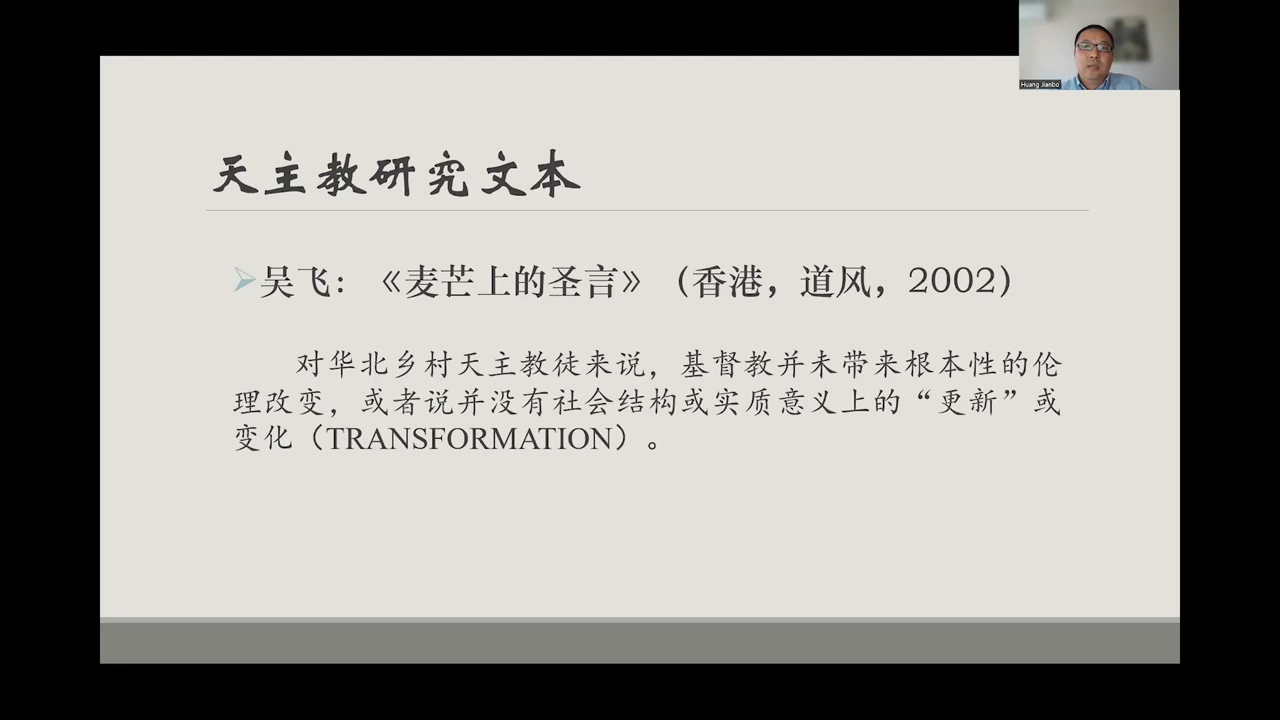 Huang Jianbo
天主教研究文本
吴飞：《麦芒上的圣言》（香港，道风，2002）
对华北乡村天主教徒来说，基督教并未带来根本性的伦
理改变，或者说并没有社会结构或实质意义上的“更新”或
变化（TRANSFORMATION）。